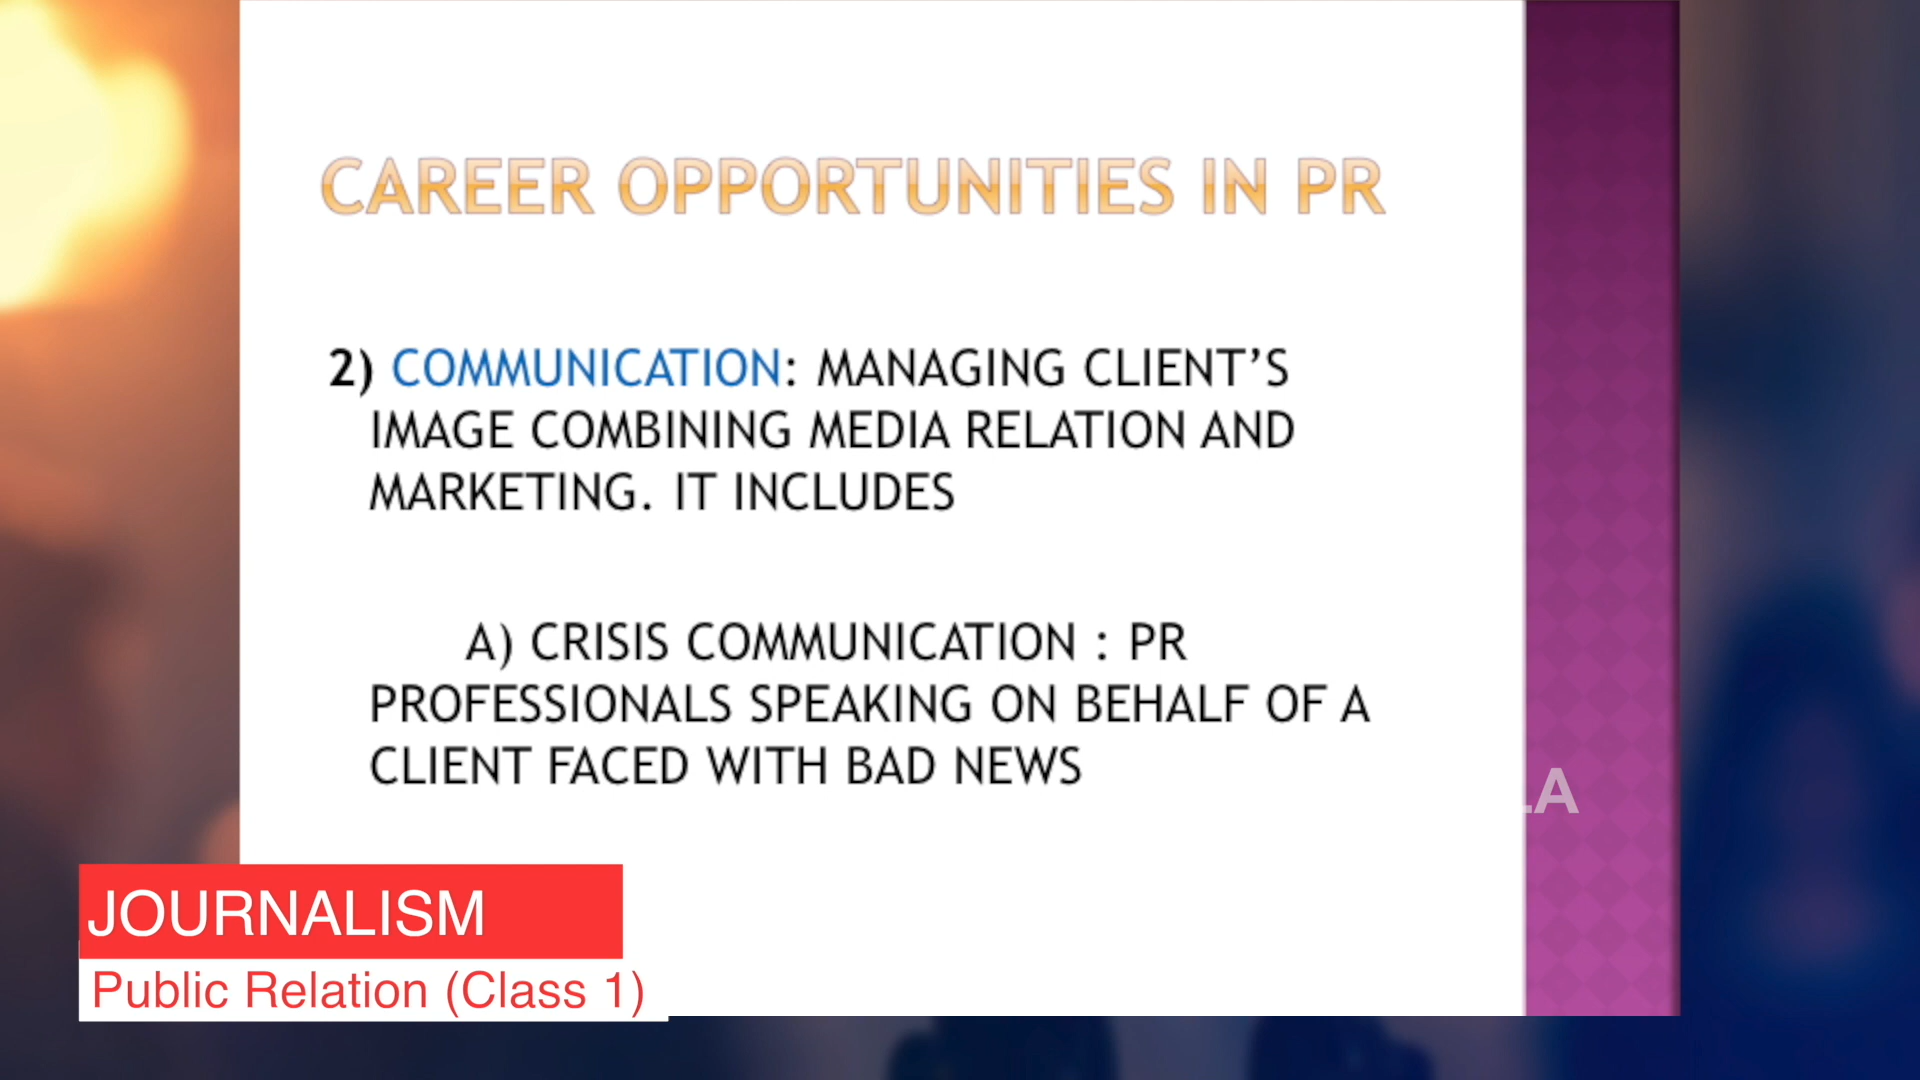 CAREER OPPORTUNITIES IN PR
2) COMMUNICATION: MANAGING CLIENT’S
IMAGE COMBINING MEDIA RELATION AND
MARKETING. IT INCLUDES
A) CRISIS COMMUNICATION : PR
PROFESSIONALS SPEAKING ON BEHALF OF A
CLIENT FACED WITH BAD NEWS
JOURNALISM
Public Relation (Class 1)